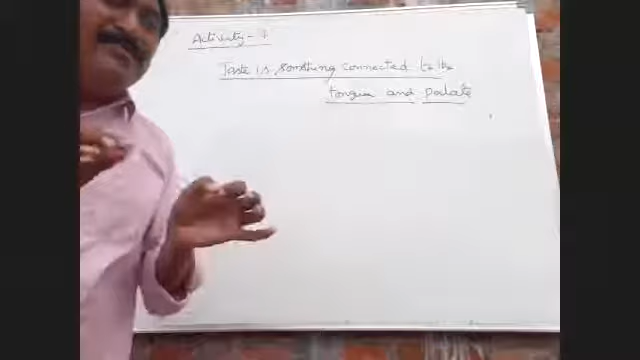 Activity - 1
Taste is something connected to the
tongue and palate